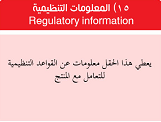 ١٥) المعلومات التنظيمية
Regulatory information
يعطي هذا الحقل معلومات عن القواعد التنظيمية
للتعامل مع المنتج